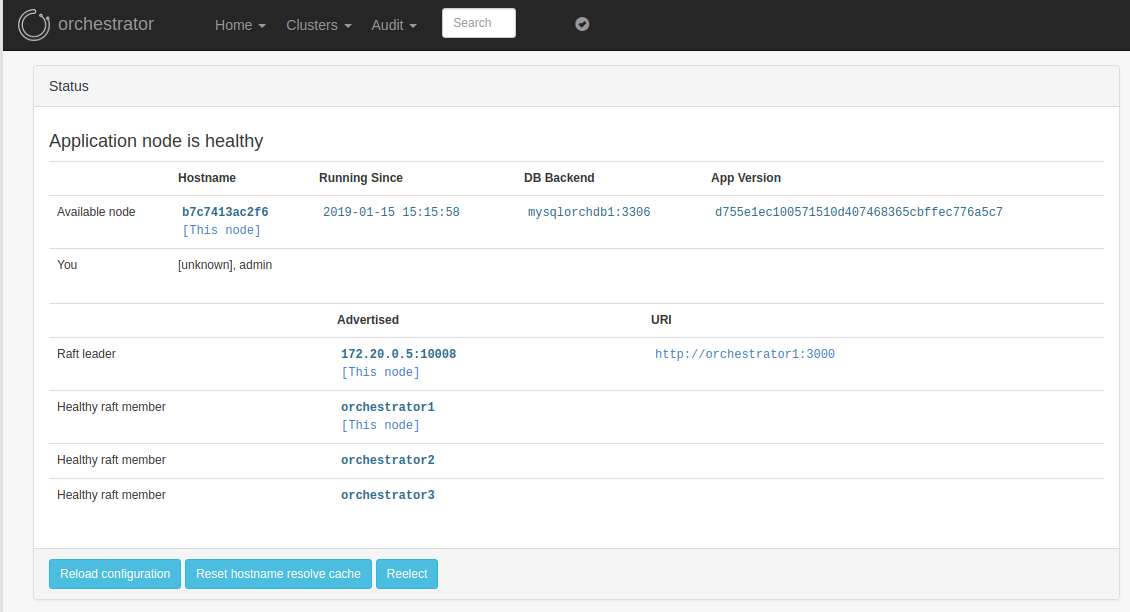 orchestrator Home Clusters Audit Search
Status
Application node is healthy
Hostname Running Since DB Backend App Version
Available node b7c7413ac2f6 2019-01-15 15:15:58 mysqlorchdb1:3306 d755e1ec100571510d407468365cbffec776a5c7
[This node]
You [unknown], admin
Advertised URI
Raft leader 172.20.0.5:10008 http://orchestrator1:3000
[This node]
Healthy raft member orchestrator1
[This node]
Healthy raft member orchestrator2
Healthy raft member orchestrator3
Reload configuration Reset hostname resolve cache Reelect